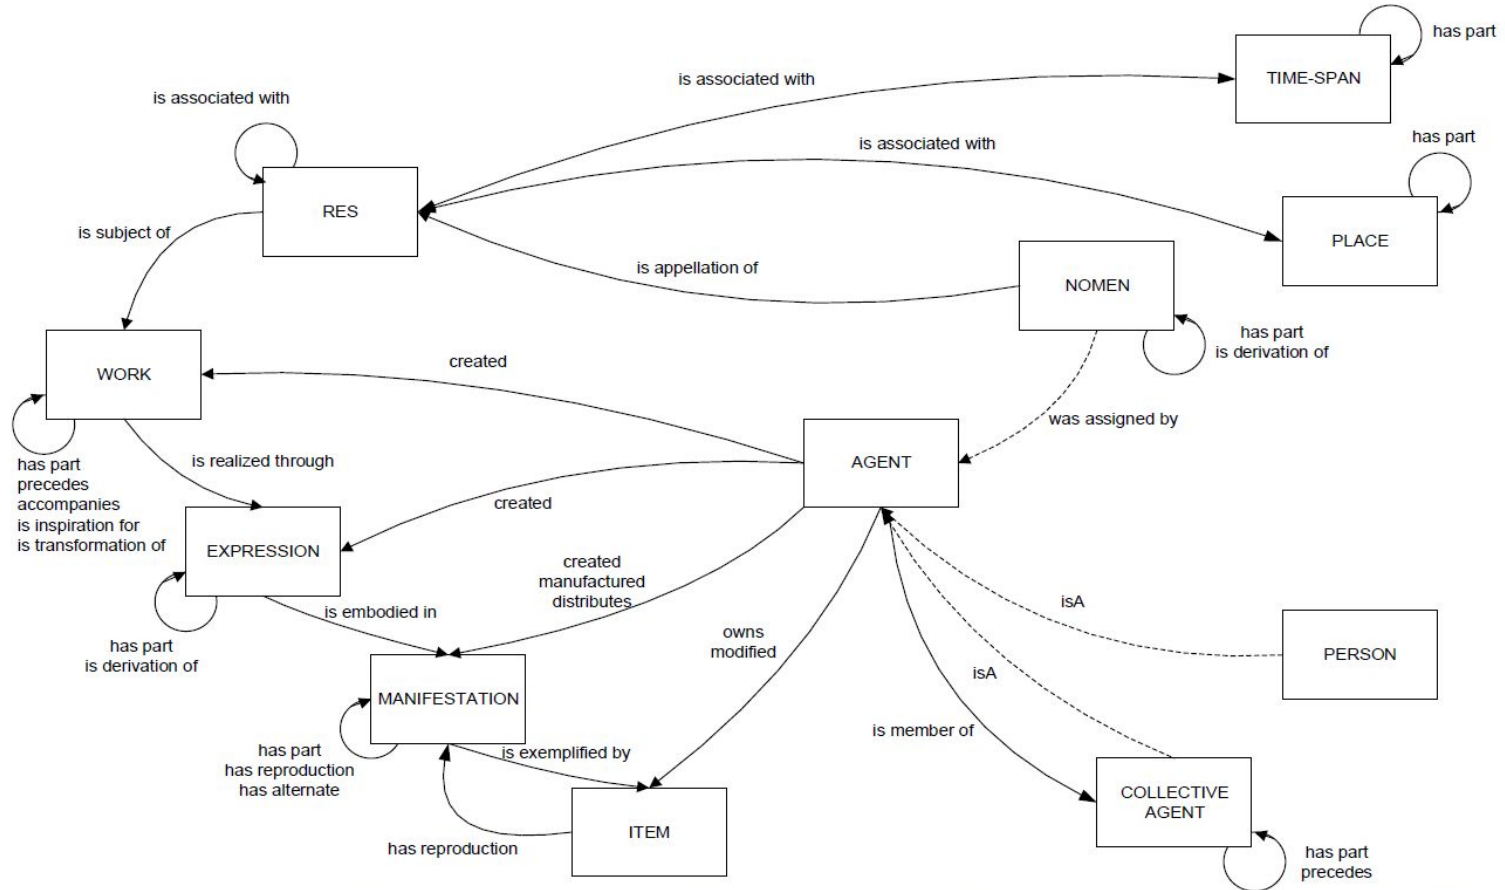 has part
TIME-SPAN
is associated with
is associated with
has part
is associated with
RES
PLACE
is subject of
is appellation of
NOMEN
has part
is derivation of
WORK
created
was assigned by
has part
precedes
accompanies
is inspiration for
is transformation of
is realized through
AGENT
created
EXPRESSION
created
manufactured
distributes
is embodied in
has part
is derivation of
owns
modified
isA
isA
PERSON
MANIFESTATION
is member of
has part
has reproduction
has alternate
is exemplified by
COLLECTIVE
AGENT
ITEM
has reproduction
has part
precedes